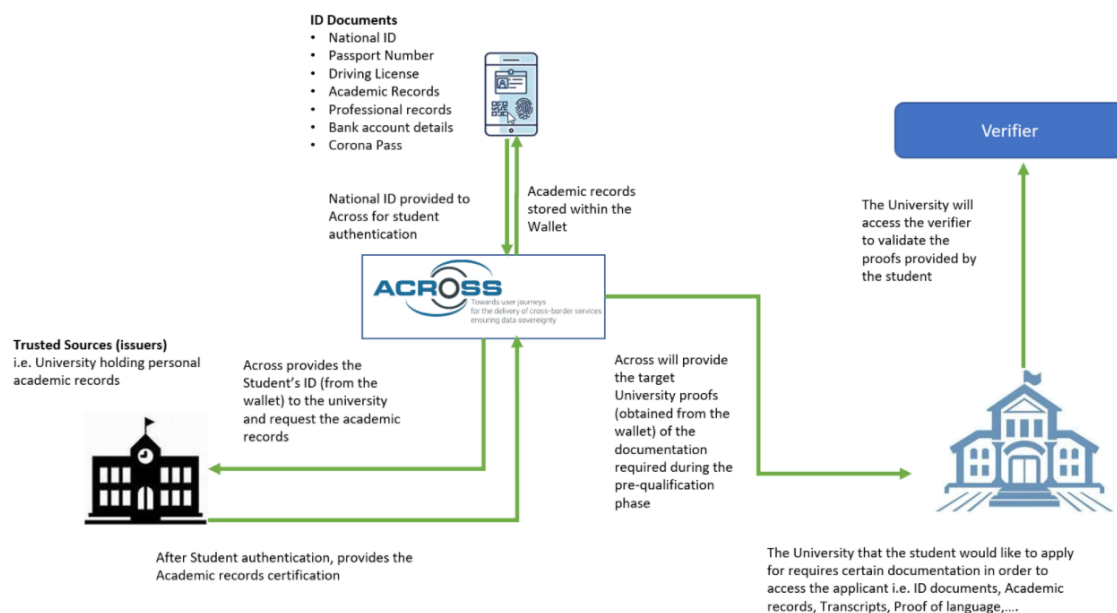 ID Documents
• National ID
• Passport Number
• Driving License
• Academic Records
• Professional records
• Bank account details
• Corona Pass
Verifier
National ID provided to
Across for student
authentication
Academic records
stored within the
Wallet
The University will
access the verifier
to validate the
proofs provided by
the student
ACROSS
Towards user journeys
for the delivery of cross-border services
ensuring data sovereignty
Trusted Sources (issuers)
i.e. University holding personal
academic records
Across provides the
Student's ID (from the
wallet) to the university
and request the academic
records
Across will provide
the target
University proofs
(obtained from the
wallet) of the
documentation
required during the
pre-qualification
phase
After Student authentication, provides the
Academic records certification
The University that the student would like to apply
for requires certain documentation in order to
access the applicant i.e. ID documents, Academic
records, Transcripts, Proof of language,....